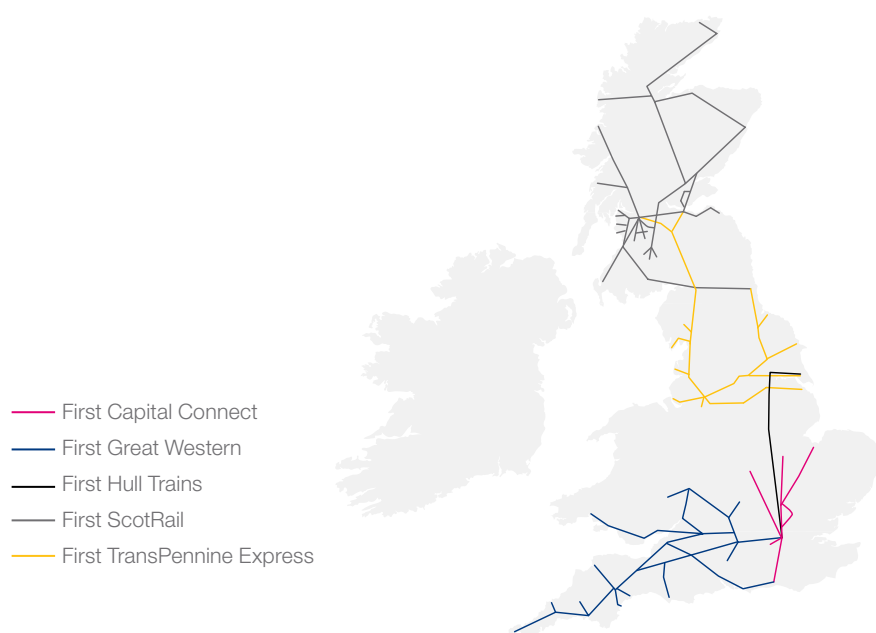 First Capital Connect
First Great Western
First Hull Trains
First ScotRail
First TransPennine Express